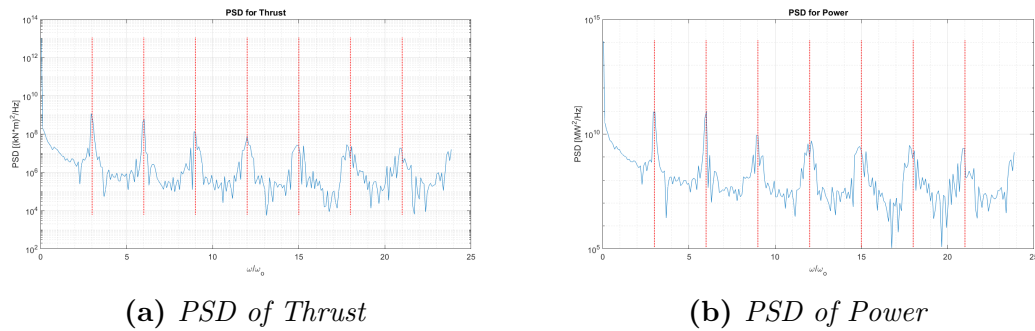 PSD for Thrust
10^14
10^12
10^10
10^8
10^6
10^4
10^2
PSD [(kN*m)^2/Hz]
0 5 10 15 20 25
ω/ω_o
(a) PSD of Thrust
PSD for Power
10^15
10^10
10^5
PSD [MW^2/Hz]
0 5 10 15 20 25
ω/ω_o
(b) PSD of Power